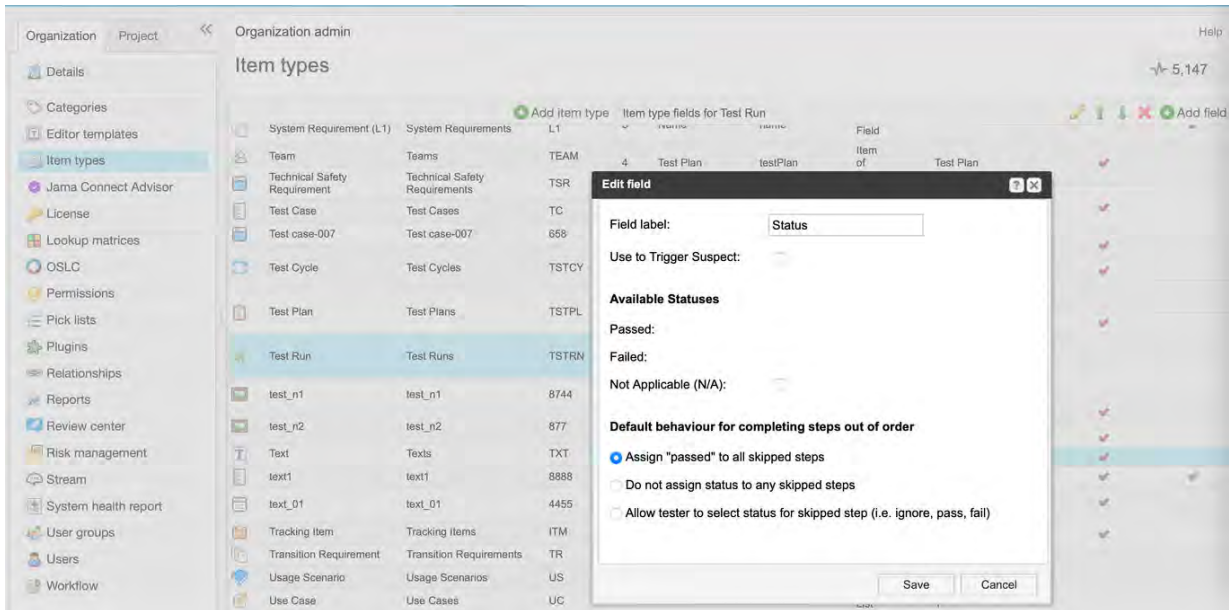 Organization Project
Organization admin
Help
Item types
5,147
Details
Categories
Editor templates
Item types
Jama Connect Advisor
License
Lookup matrices
OSLC
Permissions
Pick lists
Plugins
Relationships
Reports
Review center
Risk management
Stream
System health report
User groups
Users
Workflow
Add item type Item type fields for Test Run Add field
System Requirement (L1) System Requirements L1
Field
Team Teams TEAM
4 Test Plan testPlan Item of Test Plan
Technical Safety Requirement Technical Safety Requirements TSR
Test Case Test Cases TC
Test case-007 Test case-007 658
Test Cycle Test Cycles TSTCY
Test Plan Test Plans TSTPL
Test Run Test Runs TSTRN
test_n1 test_n1 8744
test_n2 test_n2 877
Text Texts TXT
text1 text1 8888
text_01 text_01 4455
Tracking Item Tracking Items ITM
Transition Requirement Transition Requirements TR
Usage Scenario Usage Scenarios US
Use Case Use Cases UC
Edit field
Field label: Status
Use to Trigger Suspect:
Available Statuses
Passed:
Failed:
Not Applicable (N/A):
Default behaviour for completing steps out of order
Assign "passed" to all skipped steps
Do not assign status to any skipped steps
Allow tester to select status for skipped step (i.e. ignore, pass, fail)
Save Cancel